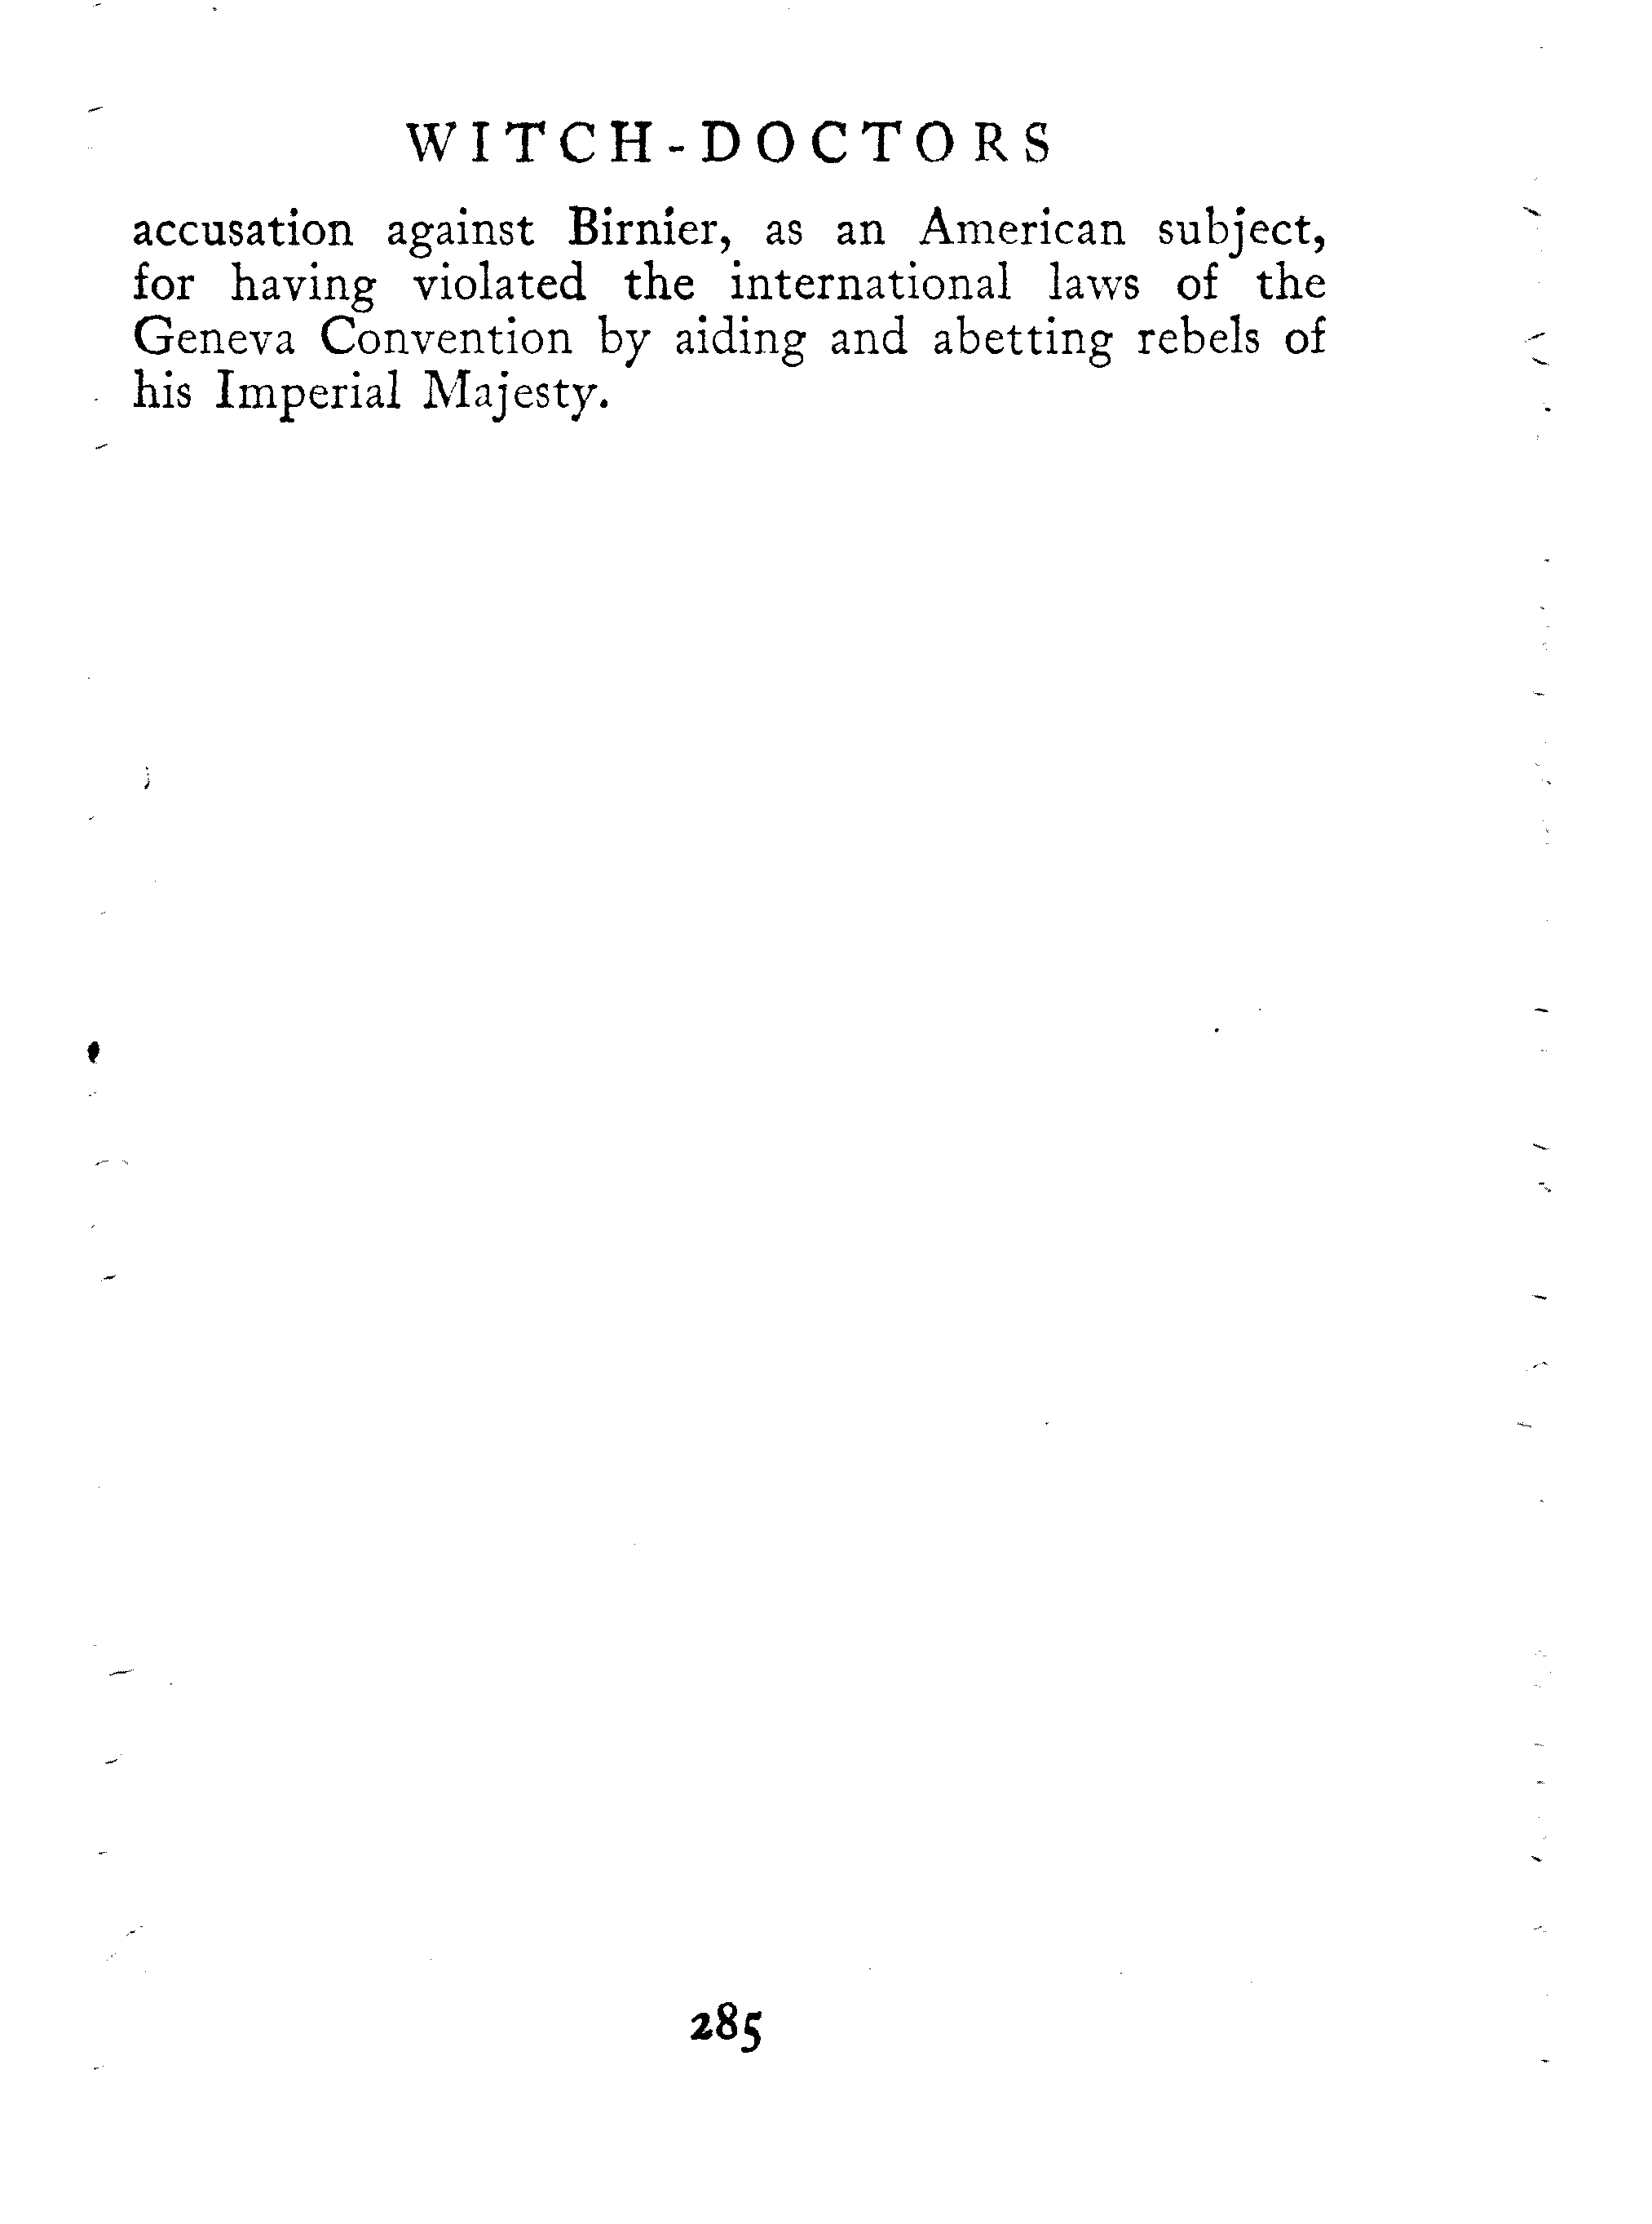 WITCH-DOCTORS
accusation against Birnier, as an American subject,
for having violated the international laws of the
Geneva Convention by aiding and abetting rebels of
his Imperial Majesty.
285